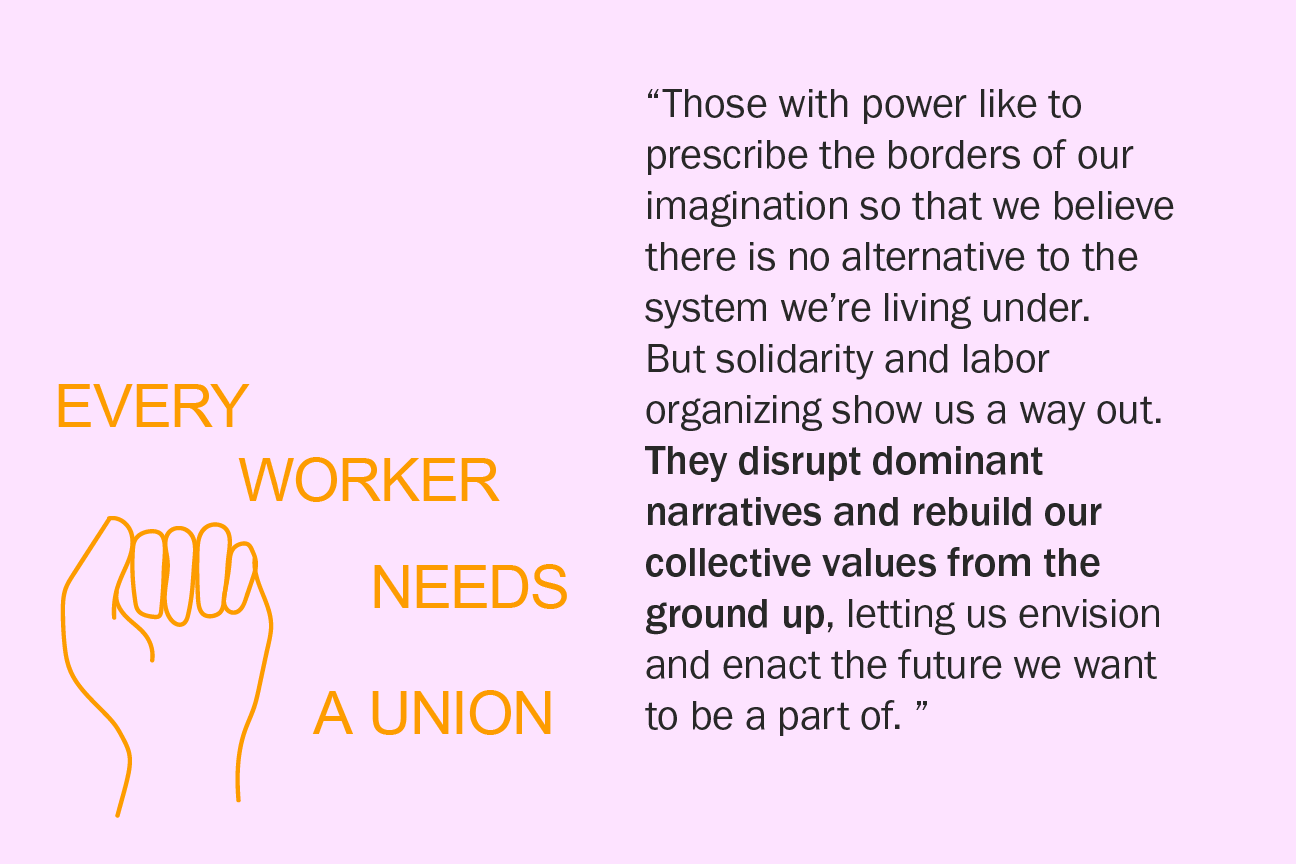 EVERY
WORKER
NEEDS
A UNION
“Those with power like to
prescribe the borders of our
imagination so that we believe
there is no alternative to the
system we’re living under.
But solidarity and labor
organizing show us a way out.
They disrupt dominant
narratives and rebuild our
collective values from the
ground up, letting us envision
and enact the future we want
to be a part of. ”